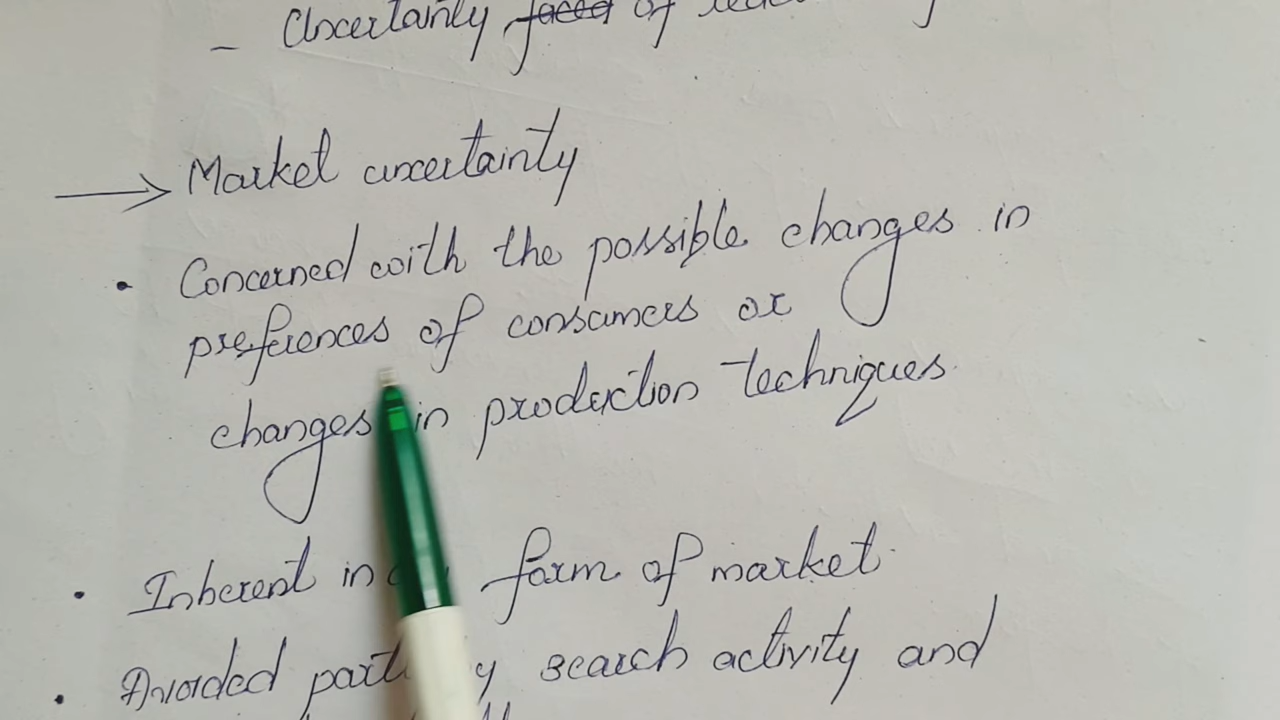 - Uncertainty faced of
→ Market uncertainty
• Concerned with the possible changes in
preferences of consumers or
changes in production techniques
• Inherent in form of market
• Avoided search activity and